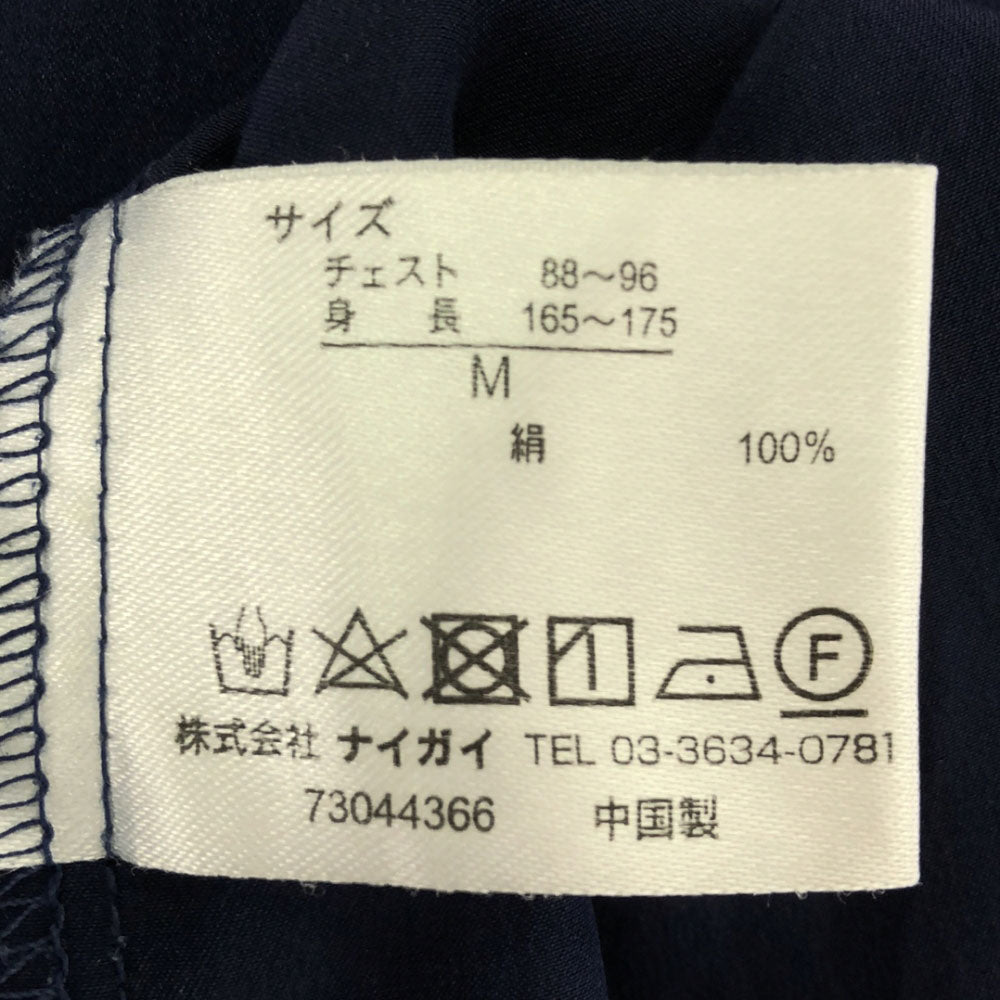 サイズ
チェスト 88〜96
身長 165〜175
M
絹 100%
F
株式会社 ナイガイ TEL 03-3634-0781
73044366 中国製